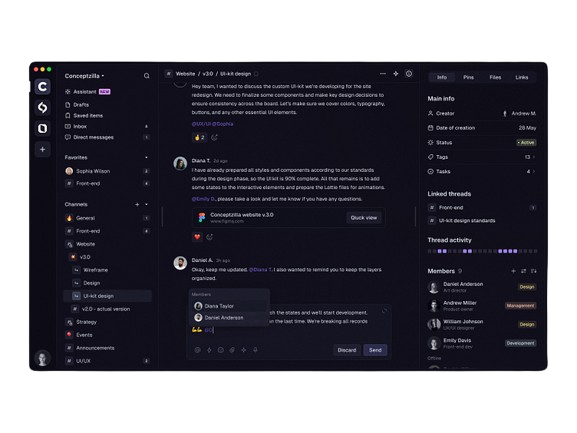 Conceptzilla
Assistant NEW
Drafts
Saved items
Inbox 8
Direct messages 1
Favorites
Sophia Wilson 2
Front-end 4
Channels
General 1
Front-end 4
Website
v3.0
Wireframe
Design
UI-kit design
v2.0 - actual version
Strategy
Events
Announcements
UI/UX 2
Website / v3.0 / UI-kit design
Hey team, I wanted to discuss the custom UI-kit we're developing for the site
redesign. We need to finalize some components and make key design-decisions to
ensure consistency across the board. Let's make sure we cover colors, typography,
buttons, and any other essential UI elements.
@UI/UI @Sophia
2
Diana T. 2d ago
I have already prepared all styles and components according to our standards
during the design phase, so the UI-kit is 90% complete. All that remains is to add
some states to the interactive elements and prepare the Lottie files for animations.
@Emily D., please take a look and let me know if you have any questions.
Conceptzilla website v.3.0
www.figma.com
Quick view
Daniel A. 2h ago
Okay, keep me updated. @Diana T. I also wanted to remind you to keep the layers
organized.
Members
Diana Taylor
Daniel Anderson
h the states and we'll start development.
on the last time. We're breaking all records
Discard
Send
Info Pins Files Links
Main info
Creator Andrew M.
Date of creation 28 May
Status Active
Tags 13
Tasks 4
Linked threads
Front-end 1
UI-kit design standards
Thread activity
Members 9
Daniel Anderson
Art director
Design
Andrew Miller
Product owner
Management
William Johnson
UI/UX designer
Design
Emily Davis
Front-end dev
Development
Offline